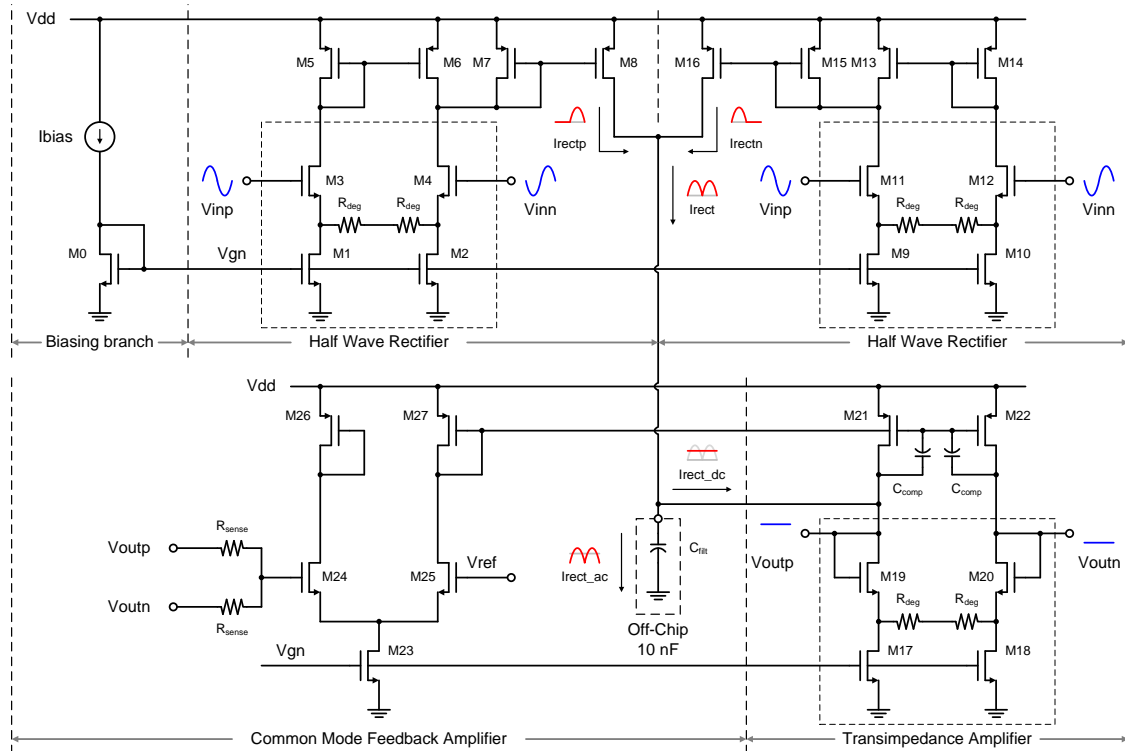 Vdd
M5
M6
M7
M8
M16
M15
M13
M14
Ibias
Irectp
Irectn
M3
M4
M11
M12
Vinp
Rdeg
Rdeg
Vinn
Irect
Vinp
Rdeg
Rdeg
Vinn
M0
Vgn
M1
M2
M9
M10
Biasing branch
Half Wave Rectifier
Half Wave Rectifier
Vdd
M26
M27
M21
M22
Irect_dc
Ccomp
Ccomp
Rsense
Voutp
Cfilt
Irect_ac
Voutp
Voutn
M24
M25
Vref
M19
M20
Voutn
Rdeg
Rdeg
Rsense
Off-Chip
10 nF
Vgn
M23
M17
M18
Common Mode Feedback Amplifier
Transimpedance Amplifier